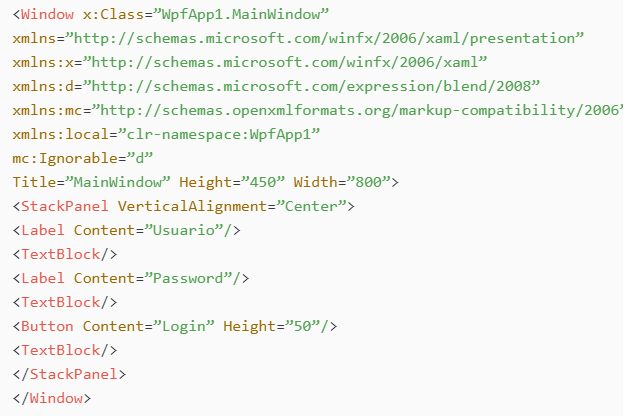 <Window x:Class=”WpfApp1.MainWindow”
xmlns=”http://schemas.microsoft.com/winfx/2006/xaml/presentation”
xmlns:x=”http://schemas.microsoft.com/winfx/2006/xaml”
xmlns:d=”http://schemas.microsoft.com/expression/blend/2008”
xmlns:mc=”http://schemas.openxmlformats.org/markup-compatibility/2006”
xmlns:local=”clr-namespace:WpfApp1”
mc:Ignorable=”d”
Title=”MainWindow” Height=”450” Width=”800”>
<StackPanel VerticalAlignment=”Center”>
<Label Content=”Usuario”/>
<TextBlock/>
<Label Content=”Password”/>
<TextBlock/>
<Button Content=”Login” Height=”50”/>
<TextBlock/>
</StackPanel>
</Window>